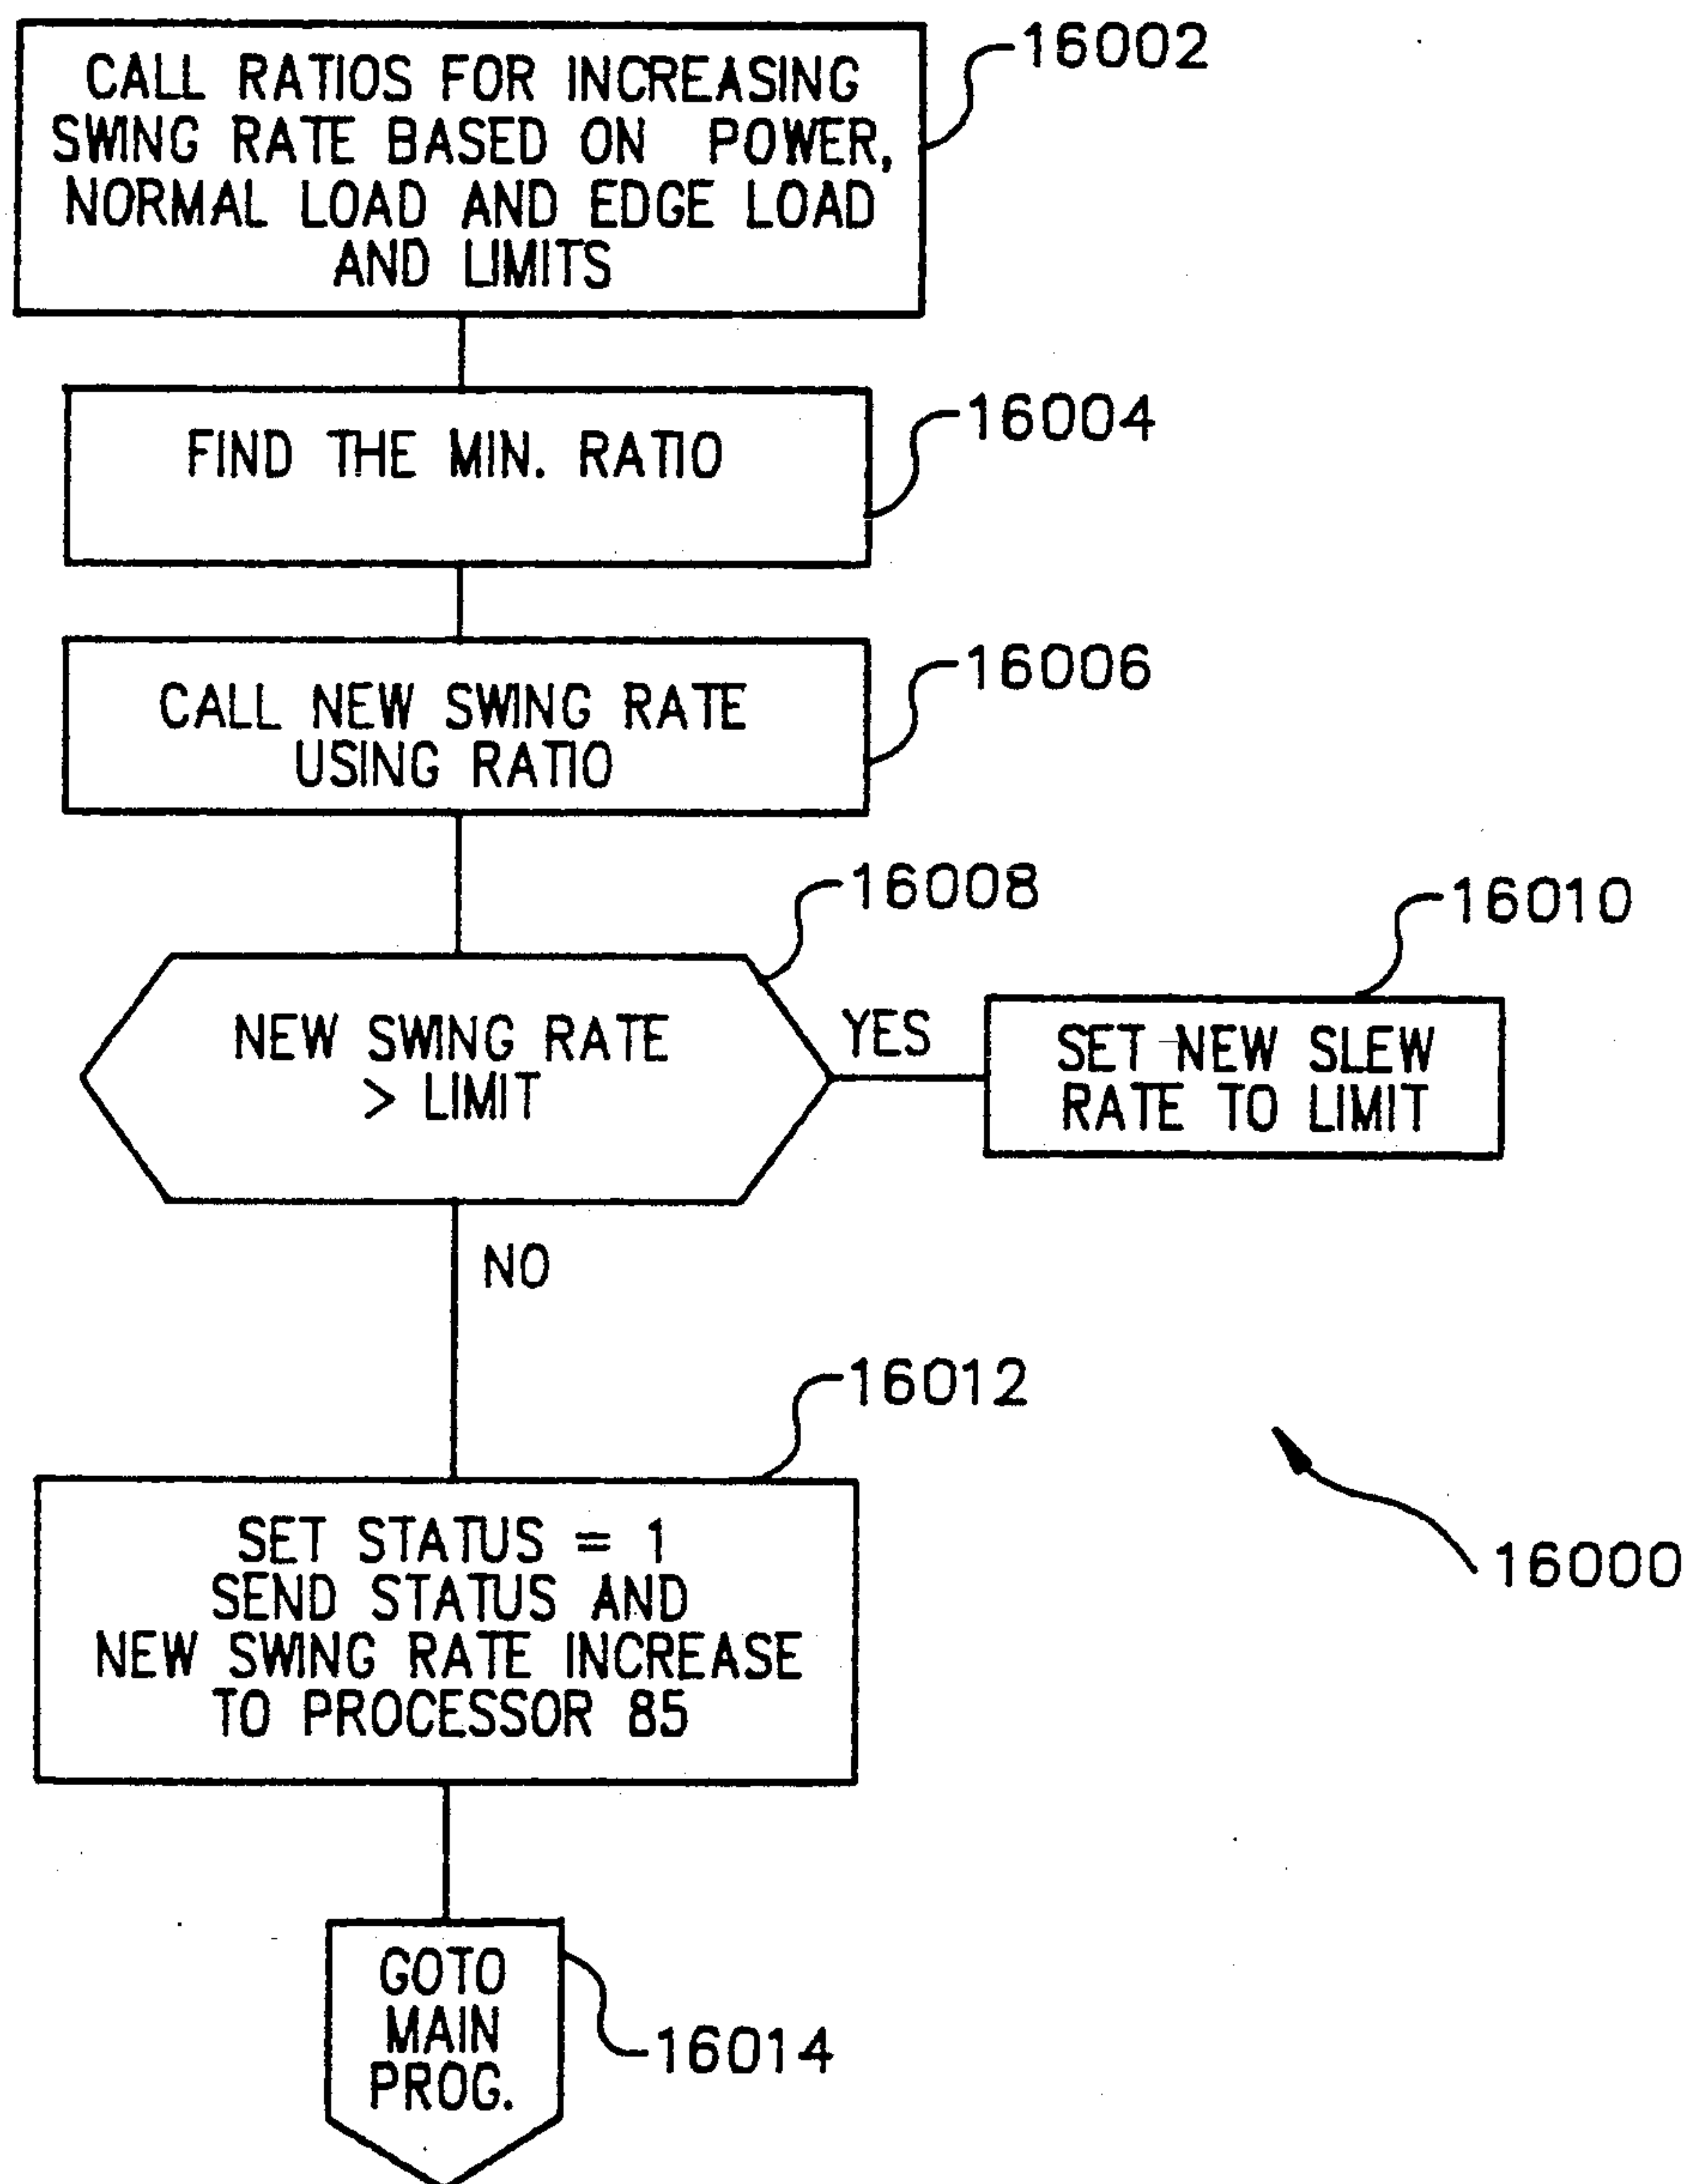 16002
CALL RATIOS FOR INCREASING
SWING RATE BASED ON POWER,
NORMAL LOAD AND EDGE LOAD
AND LIMITS
16004
FIND THE MIN. RATIO
16006
CALL NEW SWING RATE
USING RATIO
16008
NEW SWING RATE
> LIMIT
YES
16010
SET NEW SLEW
RATE TO LIMIT
NO
16012
SET STATUS = 1
SEND STATUS AND
NEW SWING RATE INCREASE
TO PROCESSOR 85
16000
GOTO
MAIN
PROG.
16014